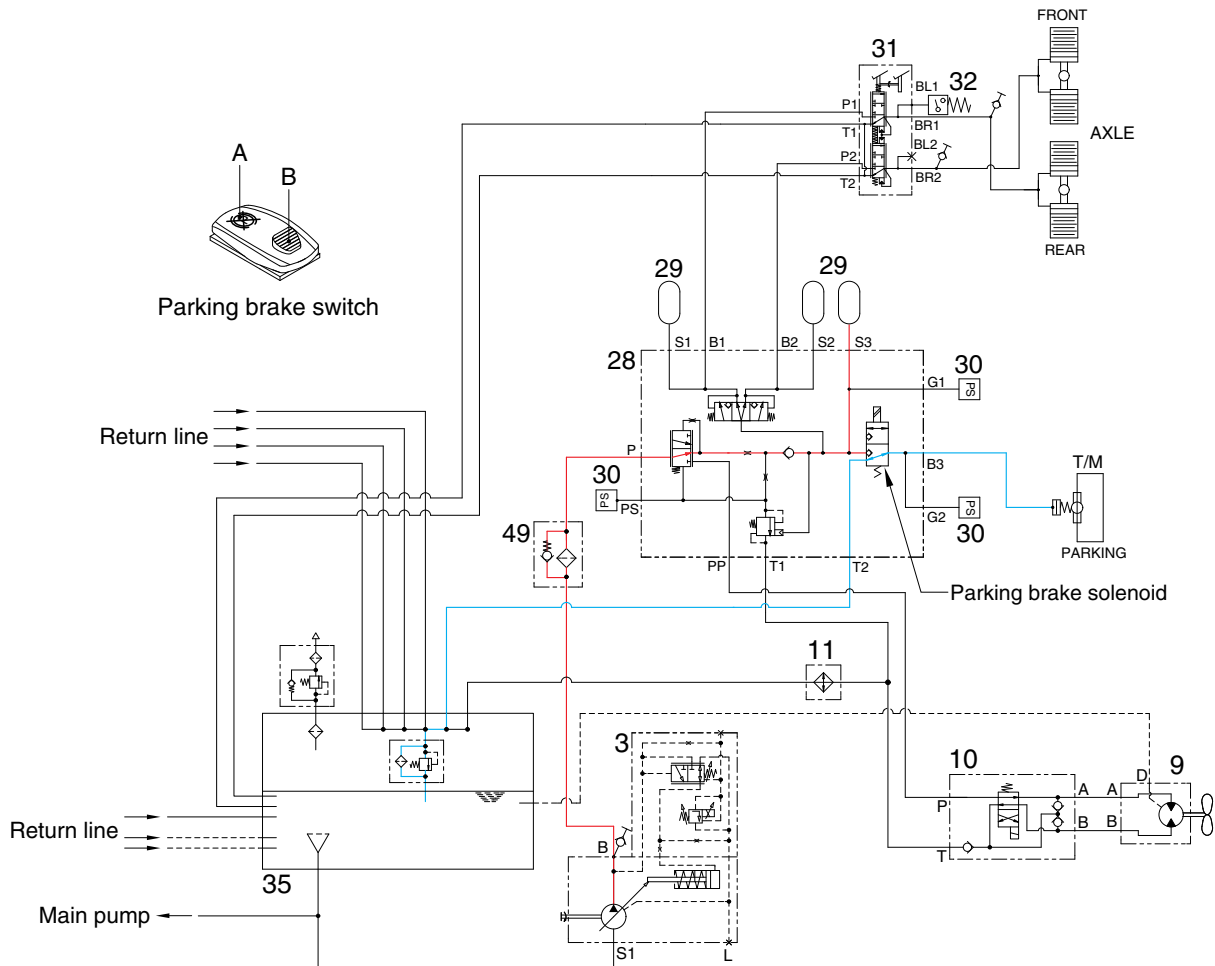 FRONT
31
BL1
32
P1
T1
BR1
AXLE
BL2
P2
T2
BR2
A
B
REAR
Parking brake switch
29
29
S1
B1
B2
S2
S3
28
30
G1
PS
Return line
P
B3
T/M
30
PS
PS
G2
PS
30
PARKING
49
PP
T1
T2
Parking brake solenoid
11
3
10
D
9
P
A
A
B
B
T
Return line
B
35
Main pump
S1
L